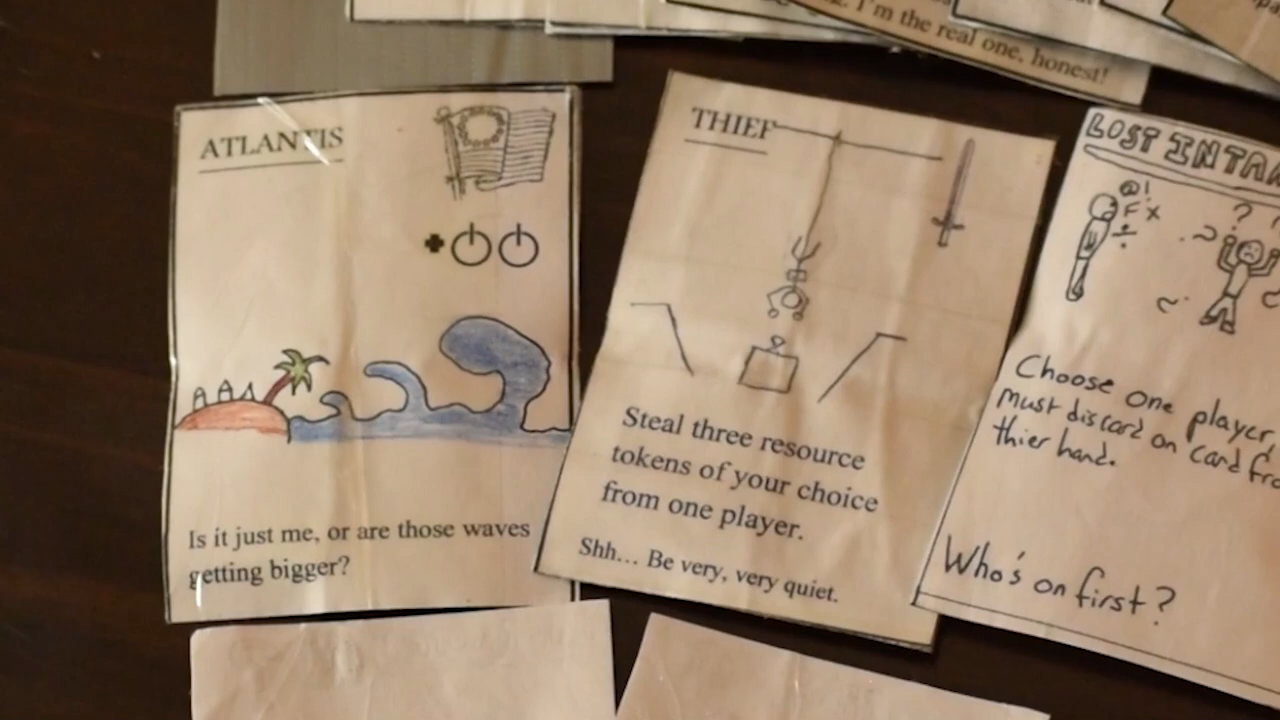 I'm the real one, honest!
ATLANTIS
Is it just me, or are those waves
getting bigger?
THIEF
Steal three resource
tokens of your choice
from one player.
Shh... Be very, very quiet.
LOST IN
@!
F x
÷
?
Choose one player,
must discard on card
thier hand.
Who's on first?